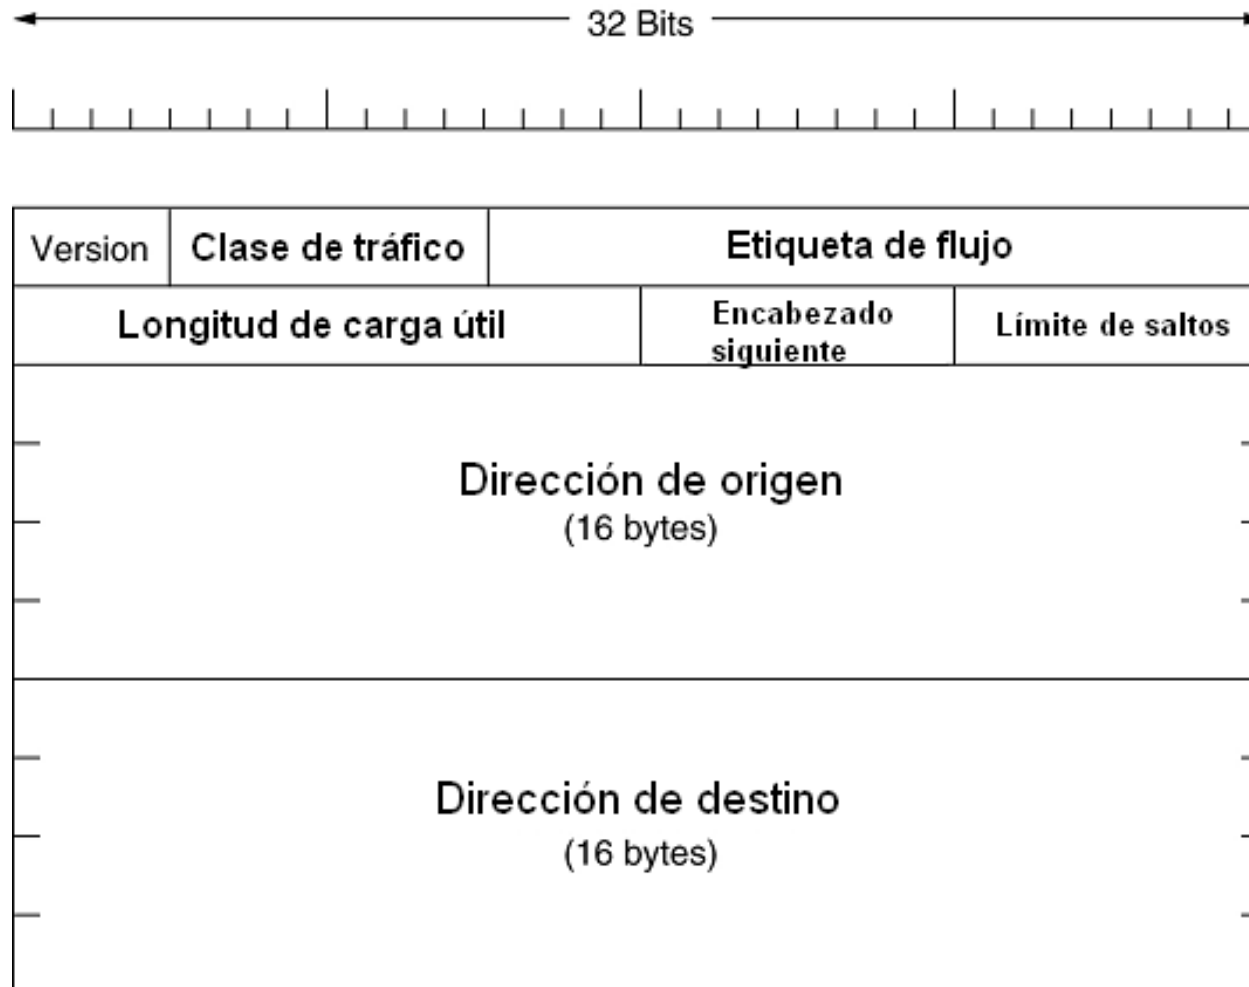 32 Bits
Version Clase de tráfico Etiqueta de flujo
Longitud de carga útil Encabezado siguiente Límite de saltos
Dirección de origen
(16 bytes)
Dirección de destino
(16 bytes)